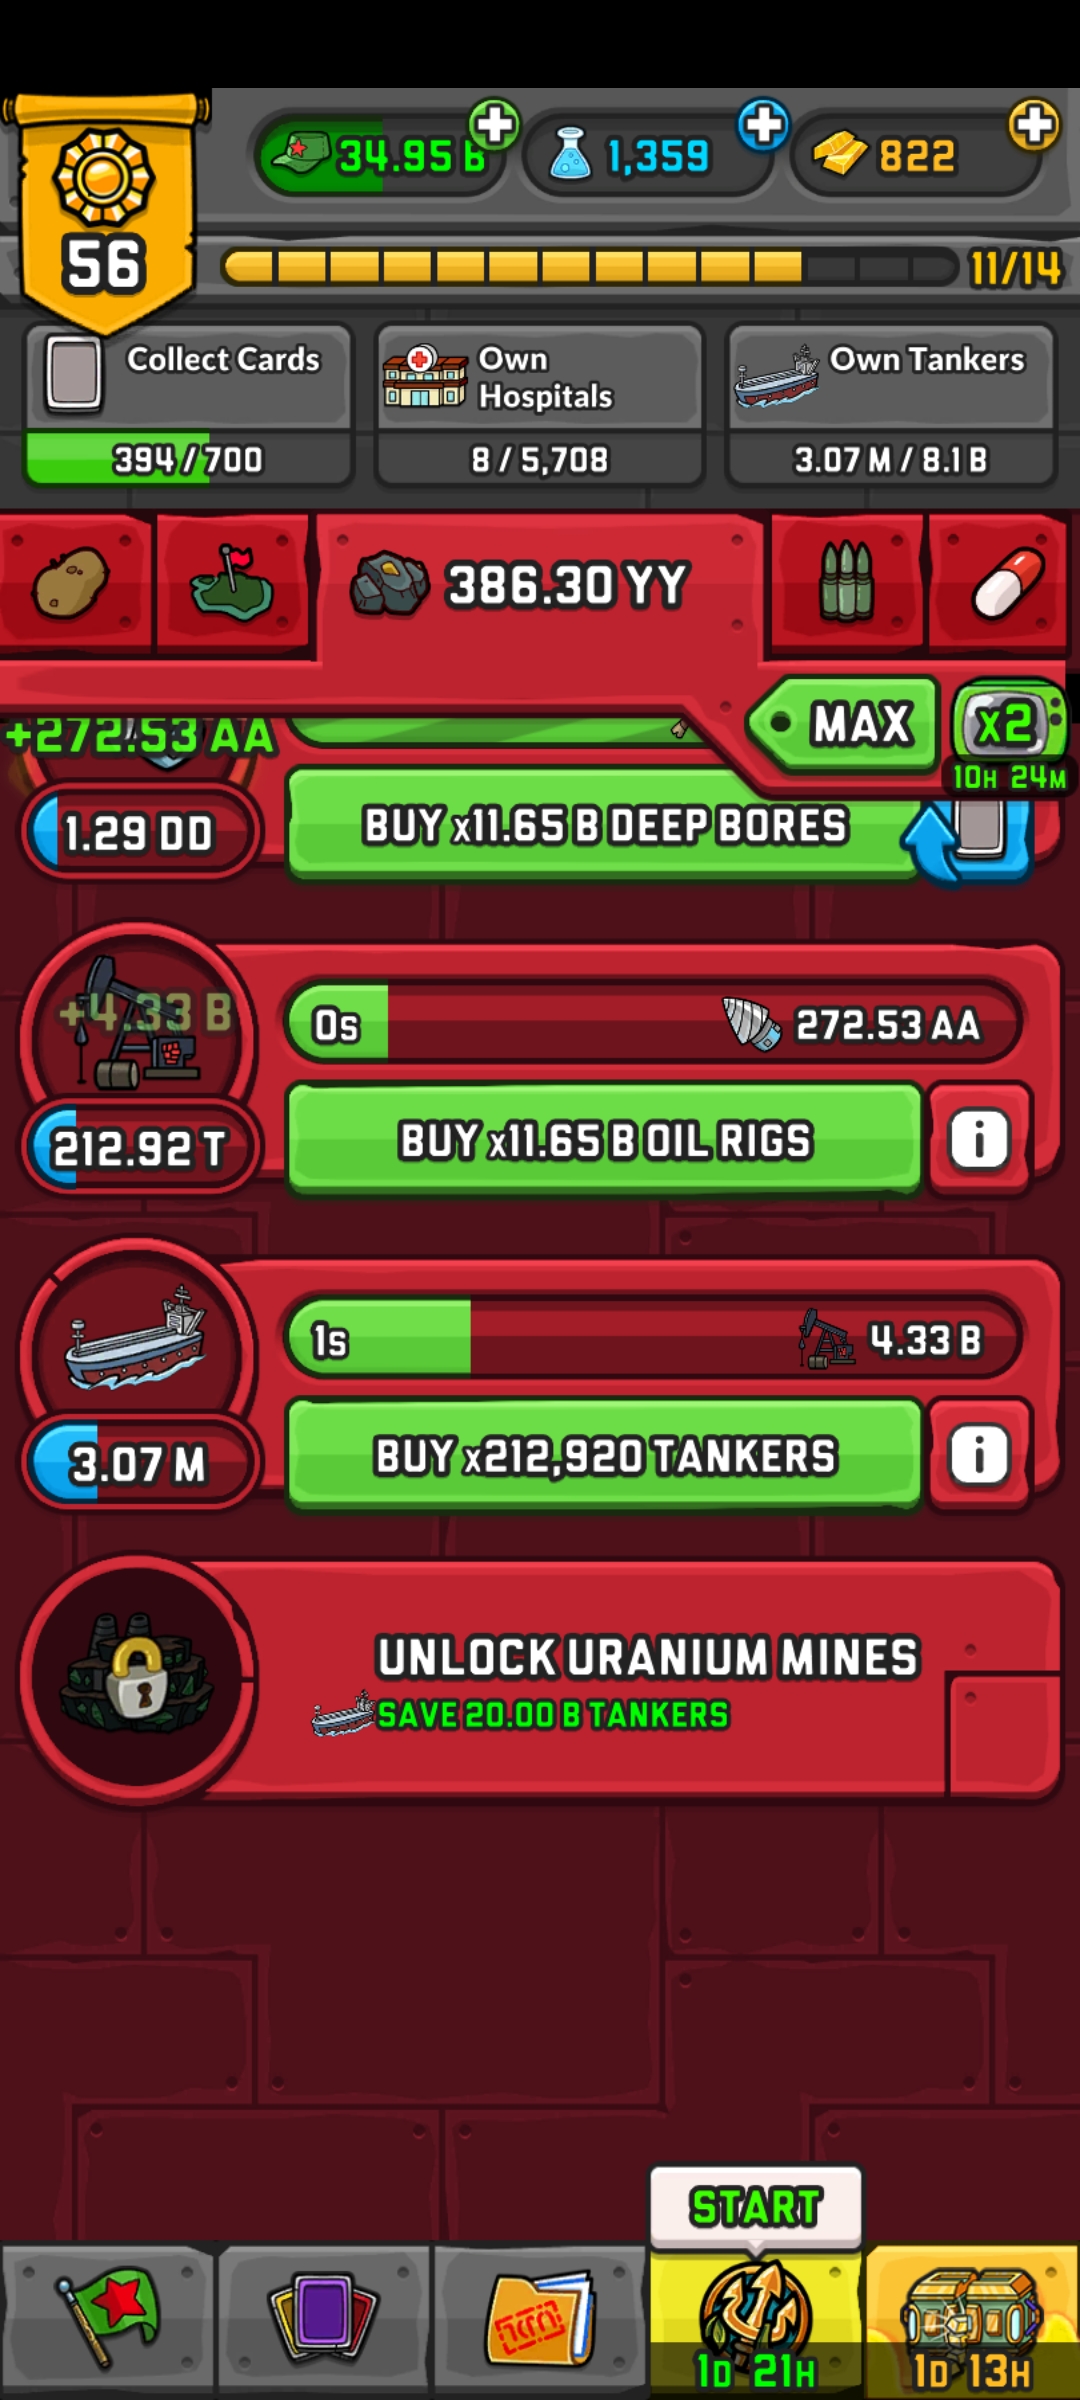 34.95 B
1,359
822
56
11/14
Collect Cards
394/700
Own
Hospitals
8/5,708
Own Tankers
3.07 M/8.1 B
386.30 YY
MAX
x2
10H 24M
+272.53 AA
1.29 DD
BUY x11.65 B DEEP BORES
+4.33 B
0s
272.53 AA
212.92 T
BUY x11.65 B OIL RIGS
i
1s
4.33 B
3.07 M
BUY x212,920 TANKERS
i
UNLOCK URANIUM MINES
SAVE 20.00 B TANKERS
START
1D 21H
1D 13H